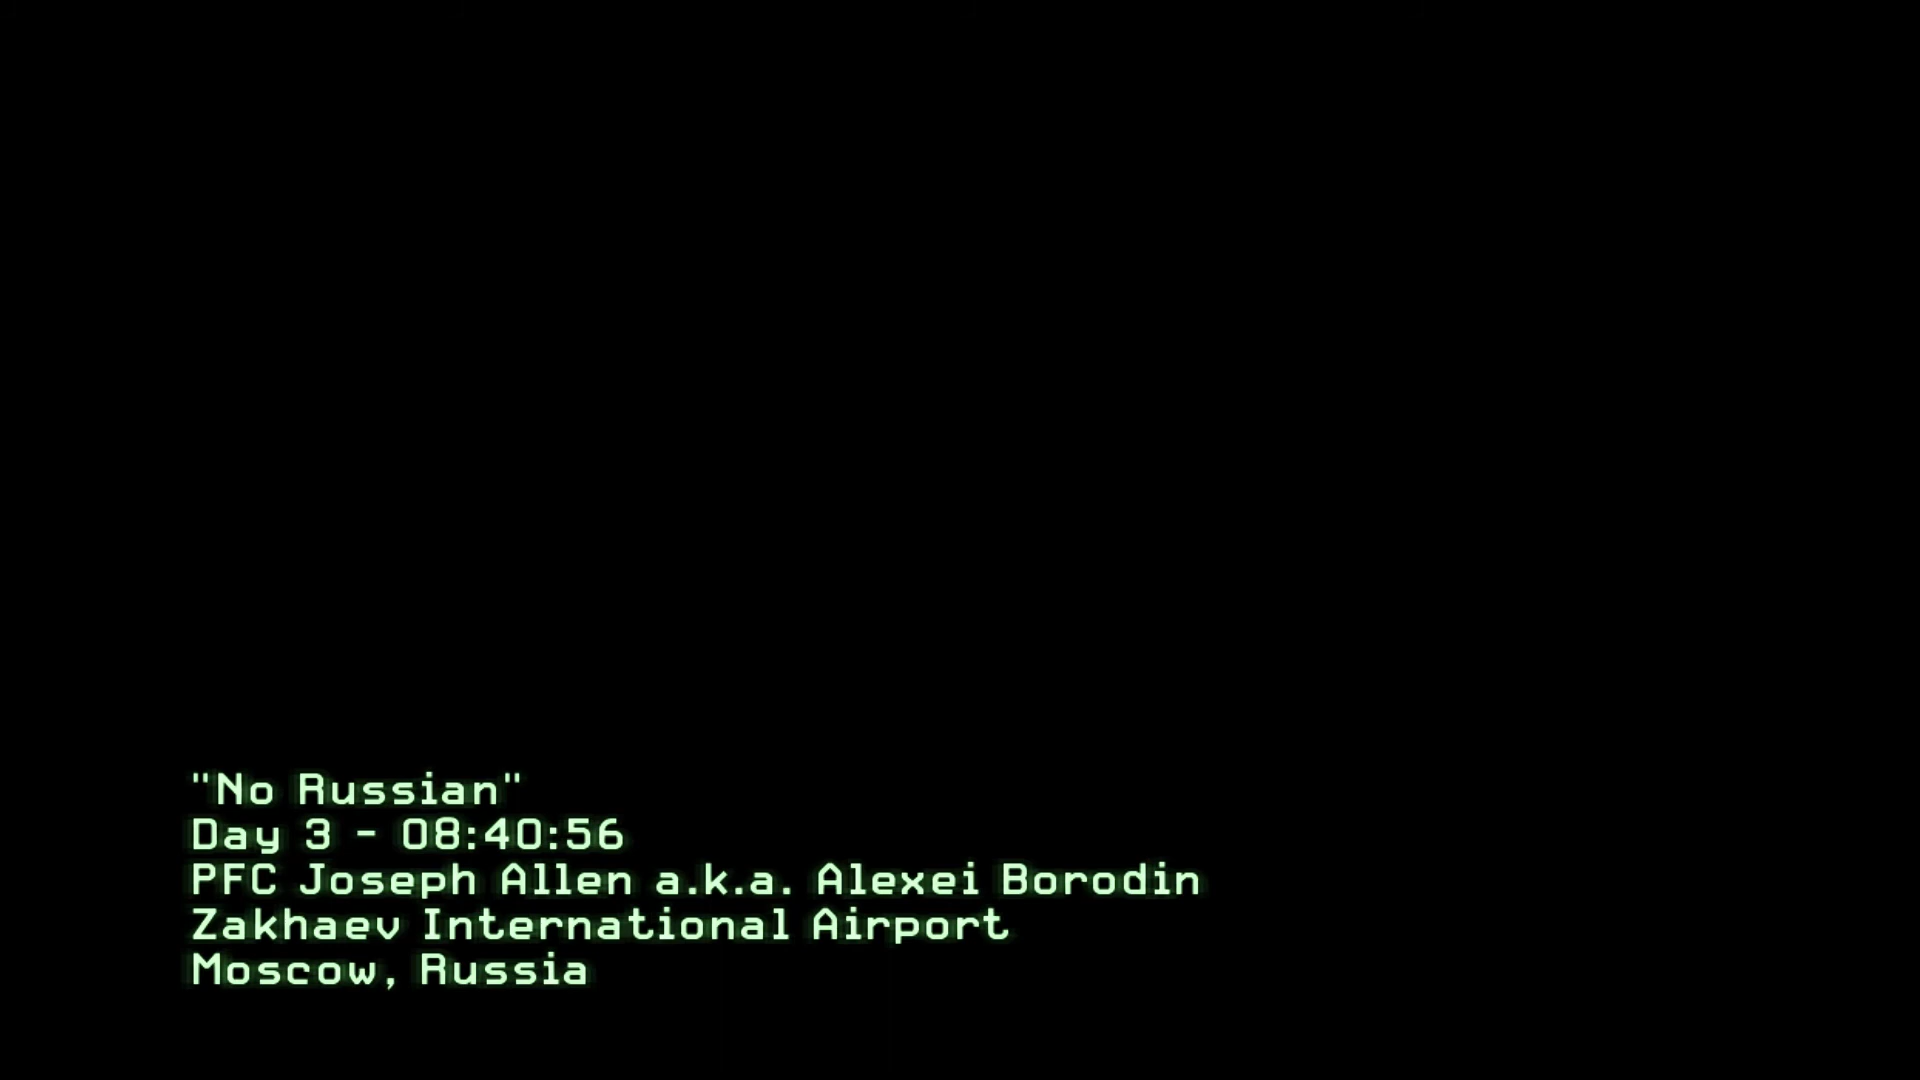 "No Russian"
Day 3 - 08:40:56
PFC Joseph Allen a.k.a. Alexei Borodin
Zakhaev International Airport
Moscow, Russia